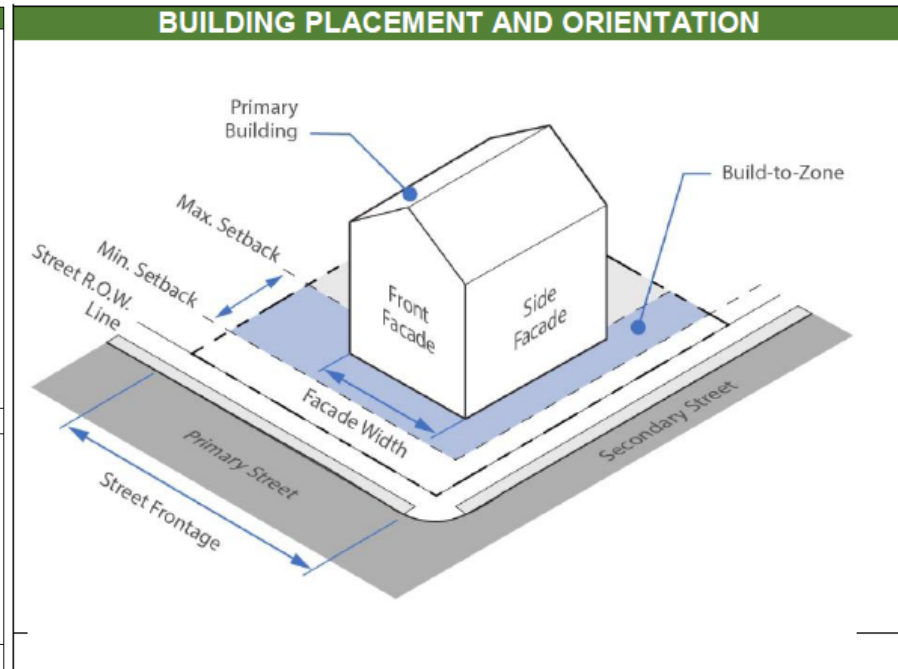 BUILDING PLACEMENT AND ORIENTATION
Primary
Building
Build-to-Zone
Max. Setback
Min. Setback
Street R.O.W.
Line
Front
Facade
Side
Facade
Facade Width
Primary Street
Secondary Street
Street Frontage